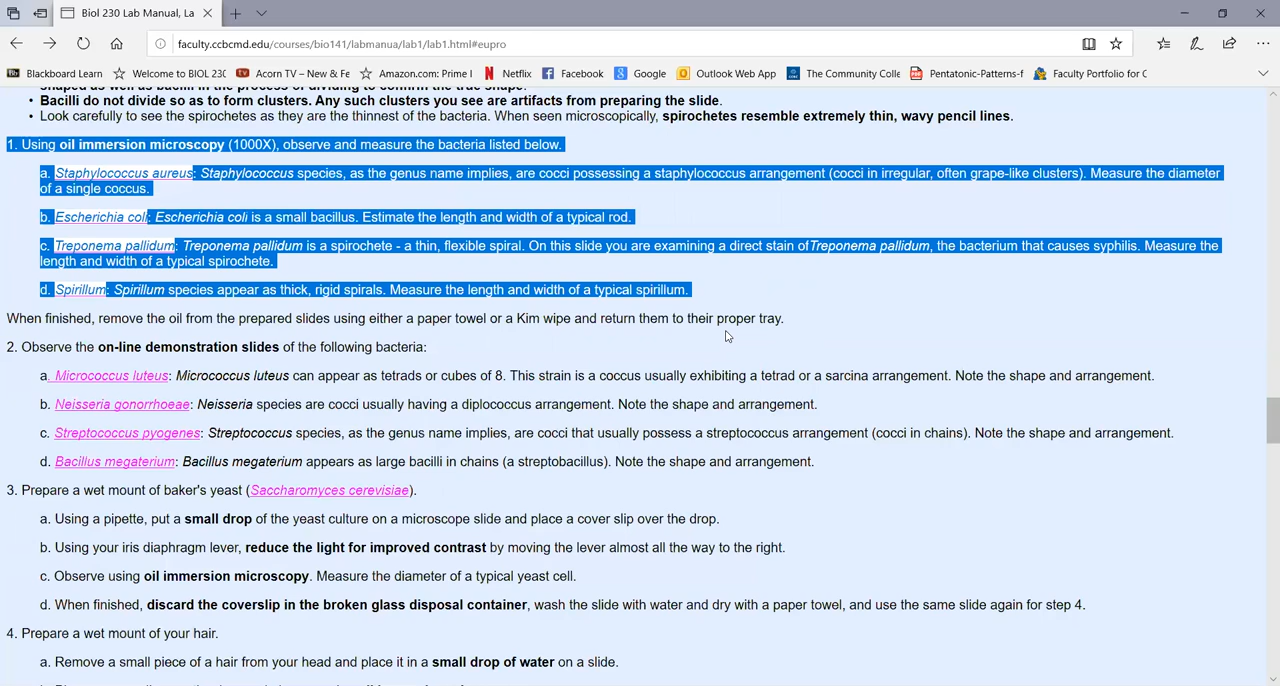 Biol 230 Lab Manual, La
faculty.ccbcmd.edu/courses/bio141/labmanua/lab1/lab1.html#eupro
Blackboard Learn Welcome to BIOL 230 Acorn TV – New & Fe Amazon.com: Prime I Netflix Facebook Google Outlook Web App The Community Colle Pentatonic-Patterns-f Faculty Portfolio for C
• Bacilli do not divide so as to form clusters. Any such clusters you see are artifacts from preparing the slide.
• Look carefully to see the spirochetes as they are the thinnest of the bacteria. When seen microscopically, spirochetes resemble extremely thin, wavy pencil lines.
1. Using oil immersion microscopy (1000X), observe and measure the bacteria listed below.
a. Staphylococcus aureus: Staphylococcus species, as the genus name implies, are cocci possessing a staphylococcus arrangement (cocci in irregular, often grape-like clusters). Measure the diameter
of a single coccus.
b. Escherichia coli: Escherichia coli is a small bacillus. Estimate the length and width of a typical rod.
c. Treponema pallidum: Treponema pallidum is a spirochete - a thin, flexible spiral. On this slide you are examining a direct stain ofTreponema pallidum, the bacterium that causes syphilis. Measure the
length and width of a typical spirochete.
d. Spirillum: Spirillum species appear as thick, rigid spirals. Measure the length and width of a typical spirillum.
When finished, remove the oil from the prepared slides using either a paper towel or a Kim wipe and return them to their proper tray.
2. Observe the on-line demonstration slides of the following bacteria:
a. Micrococcus luteus: Micrococcus luteus can appear as tetrads or cubes of 8. This strain is a coccus usually exhibiting a tetrad or a sarcina arrangement. Note the shape and arrangement.
b. Neisseria gonorrhoeae: Neisseria species are cocci usually having a diplococcus arrangement. Note the shape and arrangement.
c. Streptococcus pyogenes: Streptococcus species, as the genus name implies, are cocci that usually possess a streptococcus arrangement (cocci in chains). Note the shape and arrangement.
d. Bacillus megaterium: Bacillus megaterium appears as large bacilli in chains (a streptobacillus). Note the shape and arrangement.
3. Prepare a wet mount of baker's yeast (Saccharomyces cerevisiae).
a. Using a pipette, put a small drop of the yeast culture on a microscope slide and place a cover slip over the drop.
b. Using your iris diaphragm lever, reduce the light for improved contrast by moving the lever almost all the way to the right.
c. Observe using oil immersion microscopy. Measure the diameter of a typical yeast cell.
d. When finished, discard the coverslip in the broken glass disposal container, wash the slide with water and dry with a paper towel, and use the same slide again for step 4.
4. Prepare a wet mount of your hair.
a. Remove a small piece of a hair from your head and place it in a small drop of water on a slide.